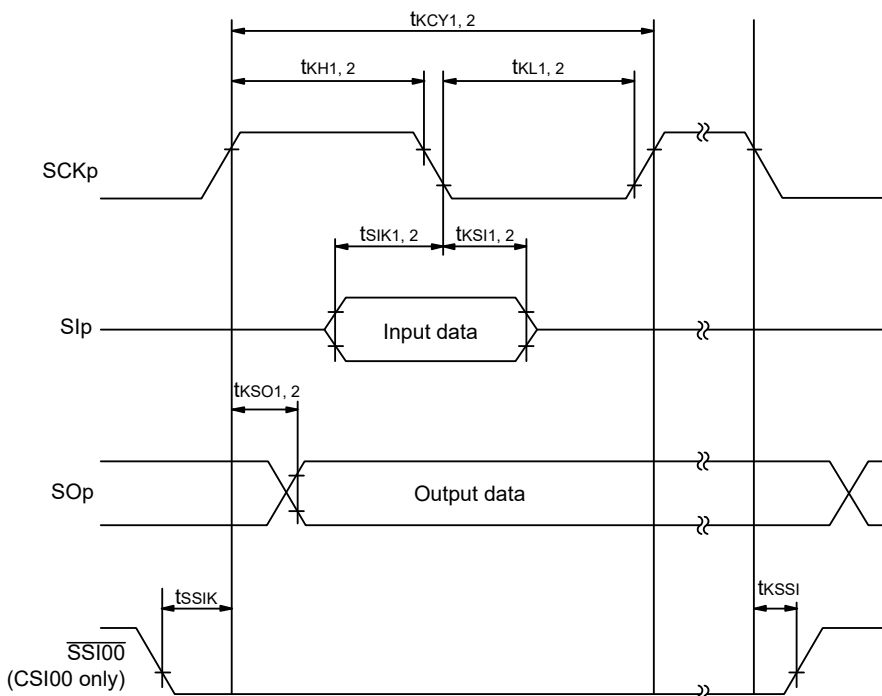 tKCY1, 2
tKH1, 2
tKL1, 2
SCKp
tSIK1, 2
tKSI1, 2
SIp
Input data
tKSO1, 2
SOp
Output data
tSSIK
tKSSI
SSI00
(CSI00 only)